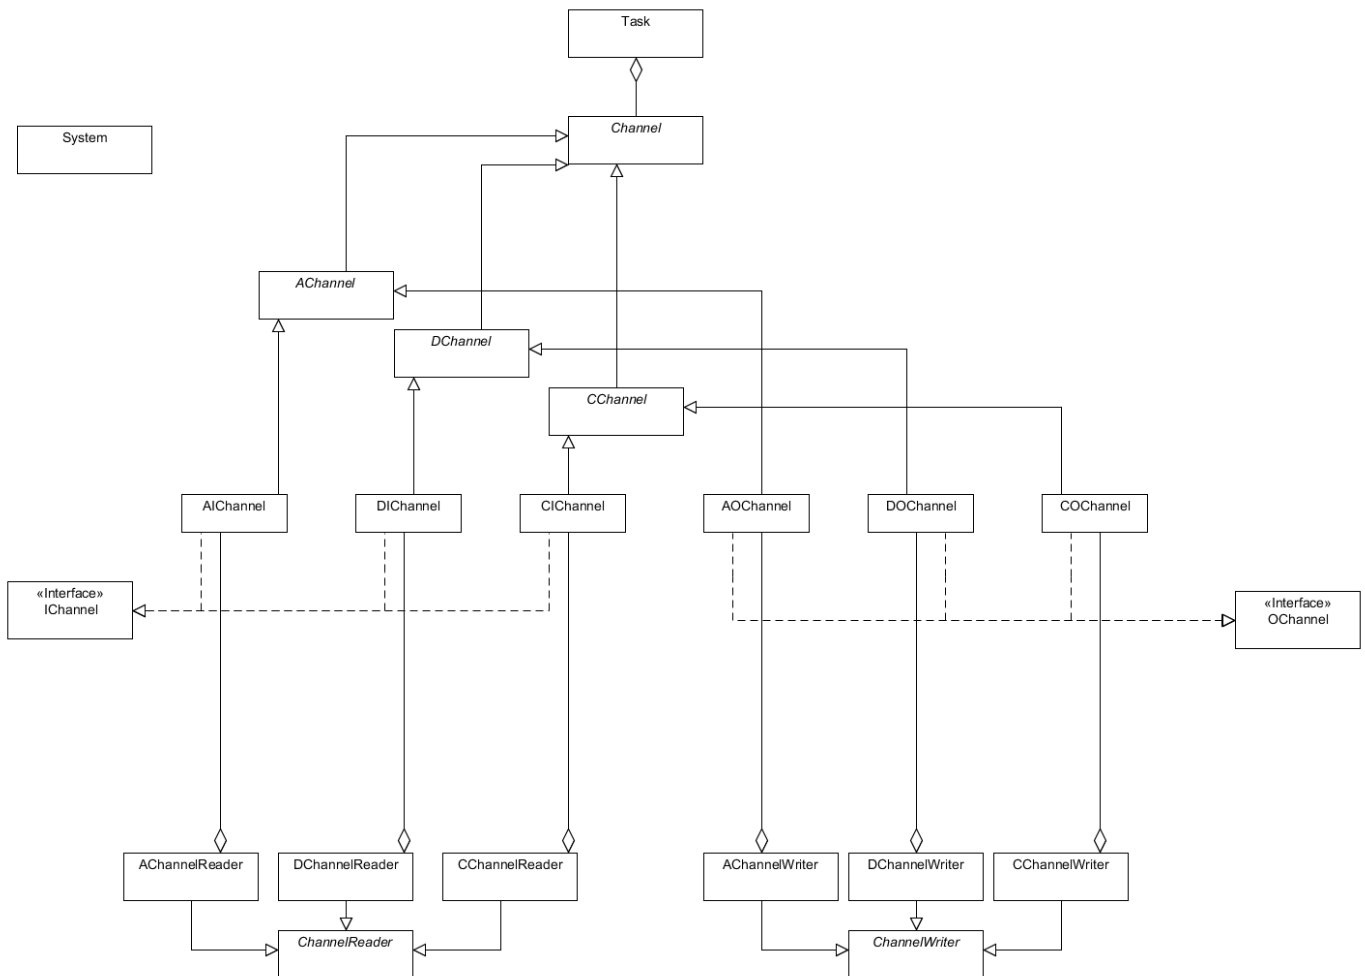 Task
Channel
System
AChannel
DChannel
CChannel
AIChannel
DIChannel
CIChannel
AOChannel
DOChannel
COChannel
«Interface»
IChannel
«Interface»
OChannel
AChannelReader
DChannelReader
CChannelReader
AChannelWriter
DChannelWriter
CChannelWriter
ChannelReader
ChannelWriter